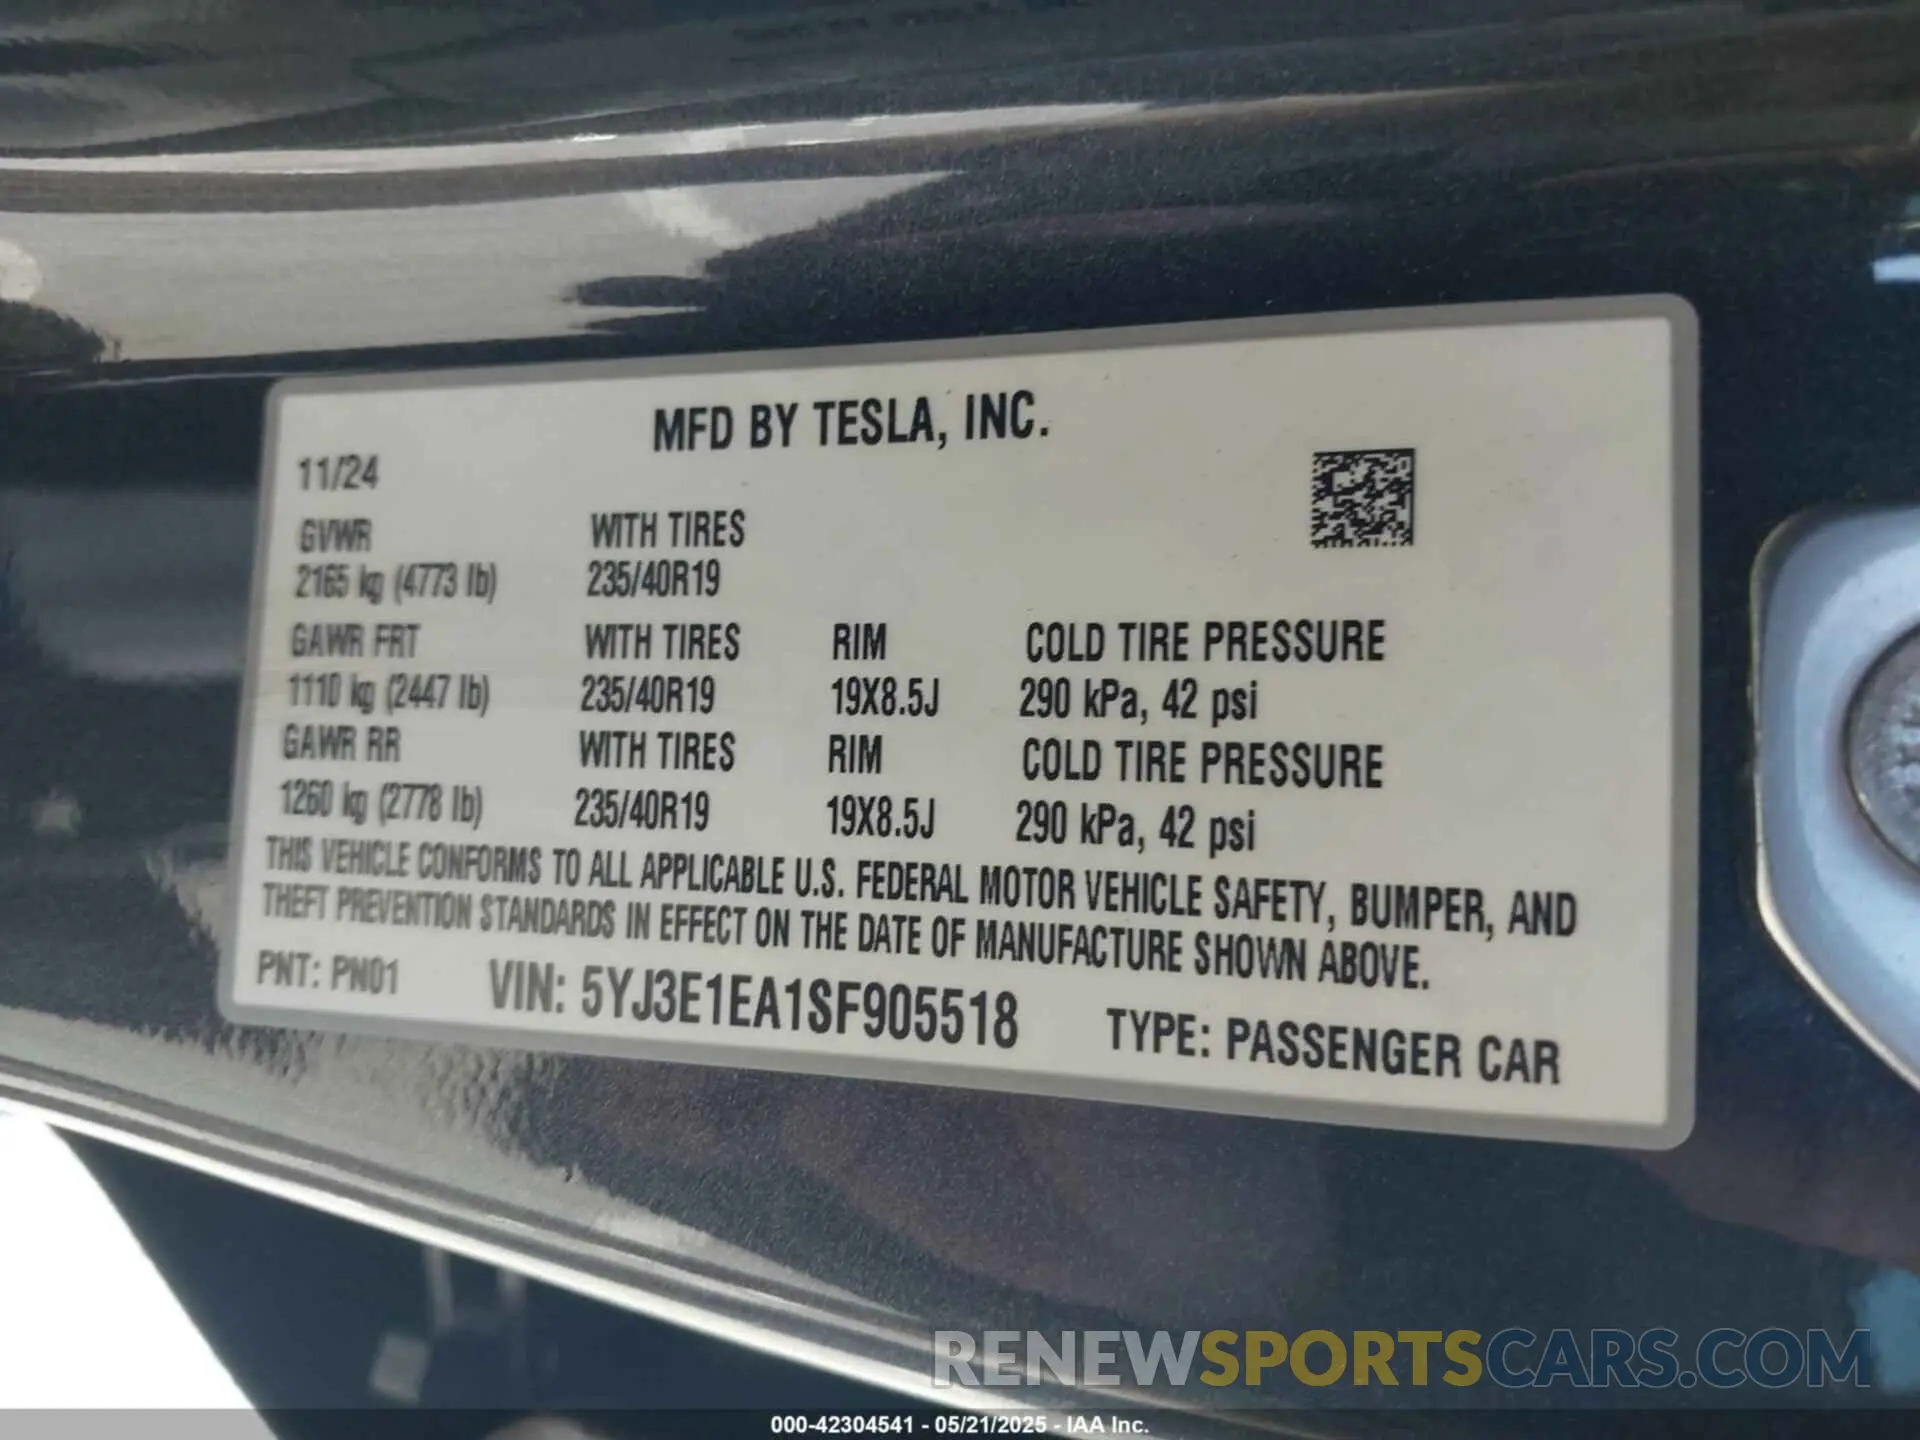 MFD BY TESLA, INC.
11/24
GVWR WITH TIRES
2165 kg (4773 lb) 235/40R19
GAWR FRT WITH TIRES RIM COLD TIRE PRESSURE
1110 kg (2447 lb) 235/40R19 19X8.5J 290 kPa, 42 psi
GAWR RR WITH TIRES RIM COLD TIRE PRESSURE
1260 kg (2778 lb) 235/40R19 19X8.5J 290 kPa, 42 psi
THIS VEHICLE CONFORMS TO ALL APPLICABLE U.S. FEDERAL MOTOR VEHICLE SAFETY, BUMPER, AND
THEFT PREVENTION STANDARDS IN EFFECT ON THE DATE OF MANUFACTURE SHOWN ABOVE.
PNT: PN01 VIN: 5YJ3E1EA1SF905518 TYPE: PASSENGER CAR
RENEWSPORTSCARS.COM
000-42304541 - 05/21/2025 - IAA Inc.